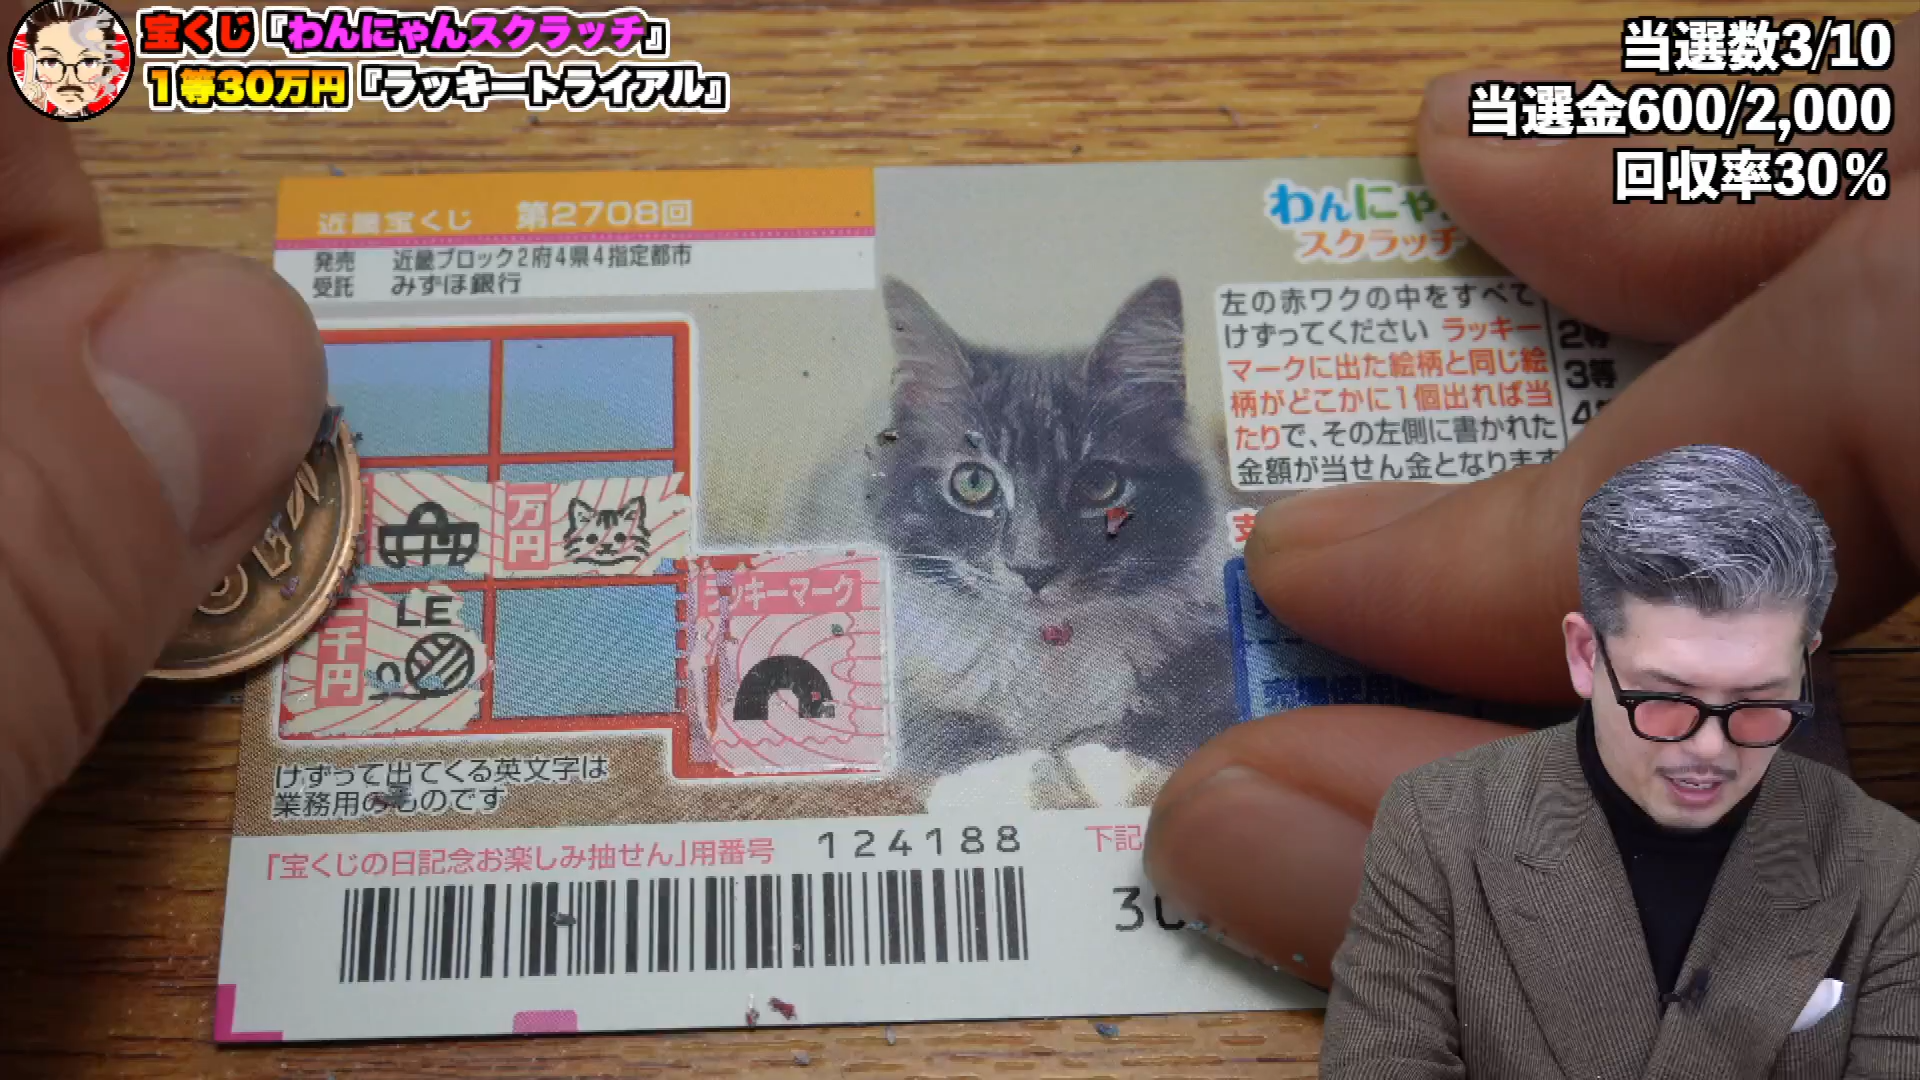 宝くじ『わんにゃんスクラッチ』
1等30万円『ラッキートライアル』
当選数3/10
当選金600/2,000
回収率30%
近畿宝くじ 第2708回
発売 近畿ブロック2府4県4指定都市
受託 みずほ銀行
わんにゃ
スクラッチ
左の赤ワクの中をすべて
けずってください ラッキー
マークに出た絵柄と同じ絵
柄がどこかに1個出れば当
たりで、その左側に書かれた
金額が当せん金となります
2等
3等
万円
ラッキーマーク
LE
千円
けずって出てくる英文字は
業務用のものです
「宝くじの日記念お楽しみ抽せん」用番号 124188
下記